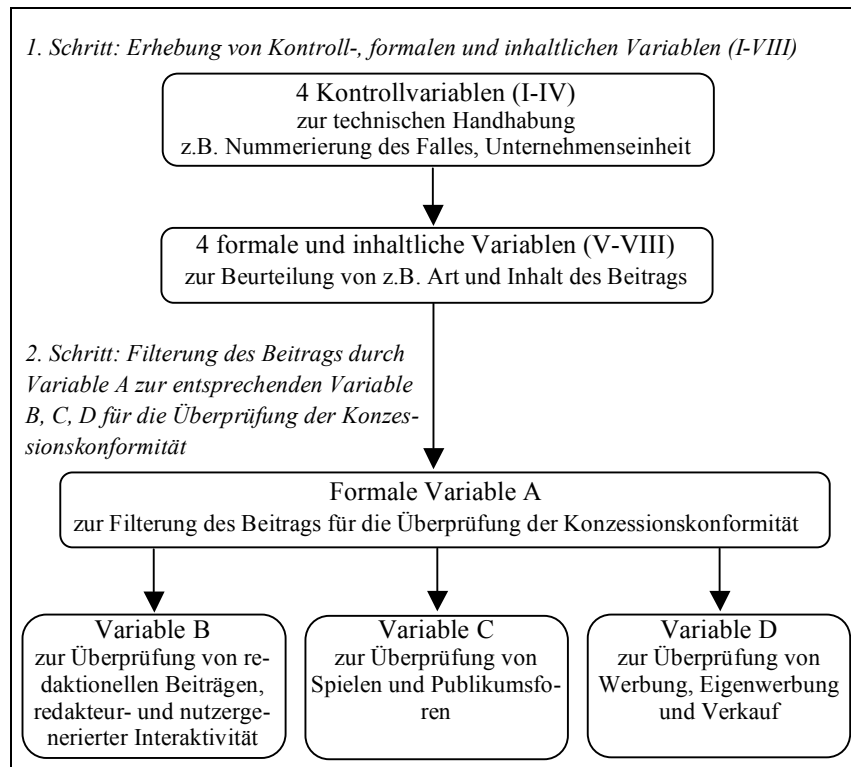 1. Schritt: Erhebung von Kontroll-, formalen und inhaltlichen Variablen (I-VIII)
4 Kontrollvariablen (I-IV)
zur technischen Handhabung
z.B. Nummerierung des Falles, Unternehmenseinheit
4 formale und inhaltliche Variablen (V-VIII)
zur Beurteilung von z.B. Art und Inhalt des Beitrags
2. Schritt: Filterung des Beitrags durch
Variable A zur entsprechenden Variable
B, C, D für die Überprüfung der Konzes-
sionskonformität
Formale Variable A
zur Filterung des Beitrags für die Überprüfung der Konzessionskonformität
Variable B
zur Überprüfung von re-
daktionellen Beiträgen,
redakteur- und nutzerge-
nerierter Interaktivität
Variable C
zur Überprüfung von
Spielen und Publikumsfo-
ren
Variable D
zur Überprüfung von
Werbung, Eigenwerbung
und Verkauf